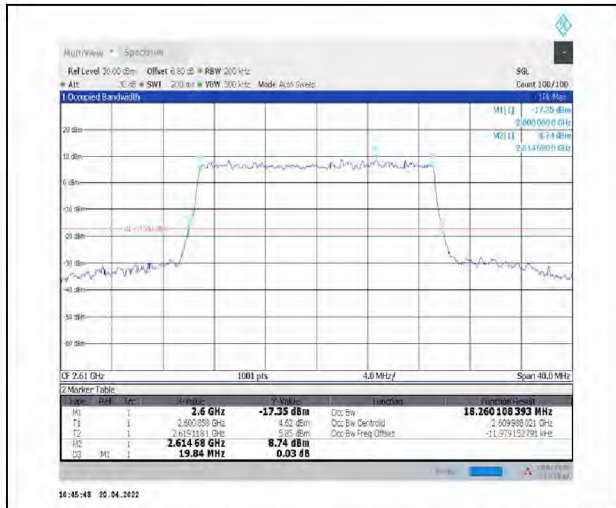 MultiView Spectrum
Ref Level 30.00 dBm Offset 6.80 dB RBW 200 kHz SGL
Att 30 dB SWT 200 ms VBW 500 kHz Mode Auto Sweep Count 100/100
1 Occupied Bandwidth 1Pk Max
M1[1] -17.35 dBm
2.6000000 GHz
M2[1] 8.74 dBm
2.6146800 GHz
20 dBm
10 dBm
0 dBm
-10 dBm
-20 dBm
-30 dBm
-40 dBm
-50 dBm
-60 dBm
CF 2.61 GHz 1001 pts 4.0 MHz/ Span 40.0 MHz
2 Marker Table
Type Ref Trc X-Value Y-Value Function Function Result
M1 1 2.6 GHz -17.35 dBm Occ Bw 18.260108393 MHz
T1 1 2.600858 GHz 4.62 dBm Occ Bw Centroid 2.609988021 GHz
T2 1 2.6191181 GHz 5.85 dBm Occ Bw Freq Offset -11.979152791 kHz
M2 1 2.61468 GHz 8.74 dBm
D3 M1 1 19.84 MHz 0.03 dB
10:45:48 20.04.2022